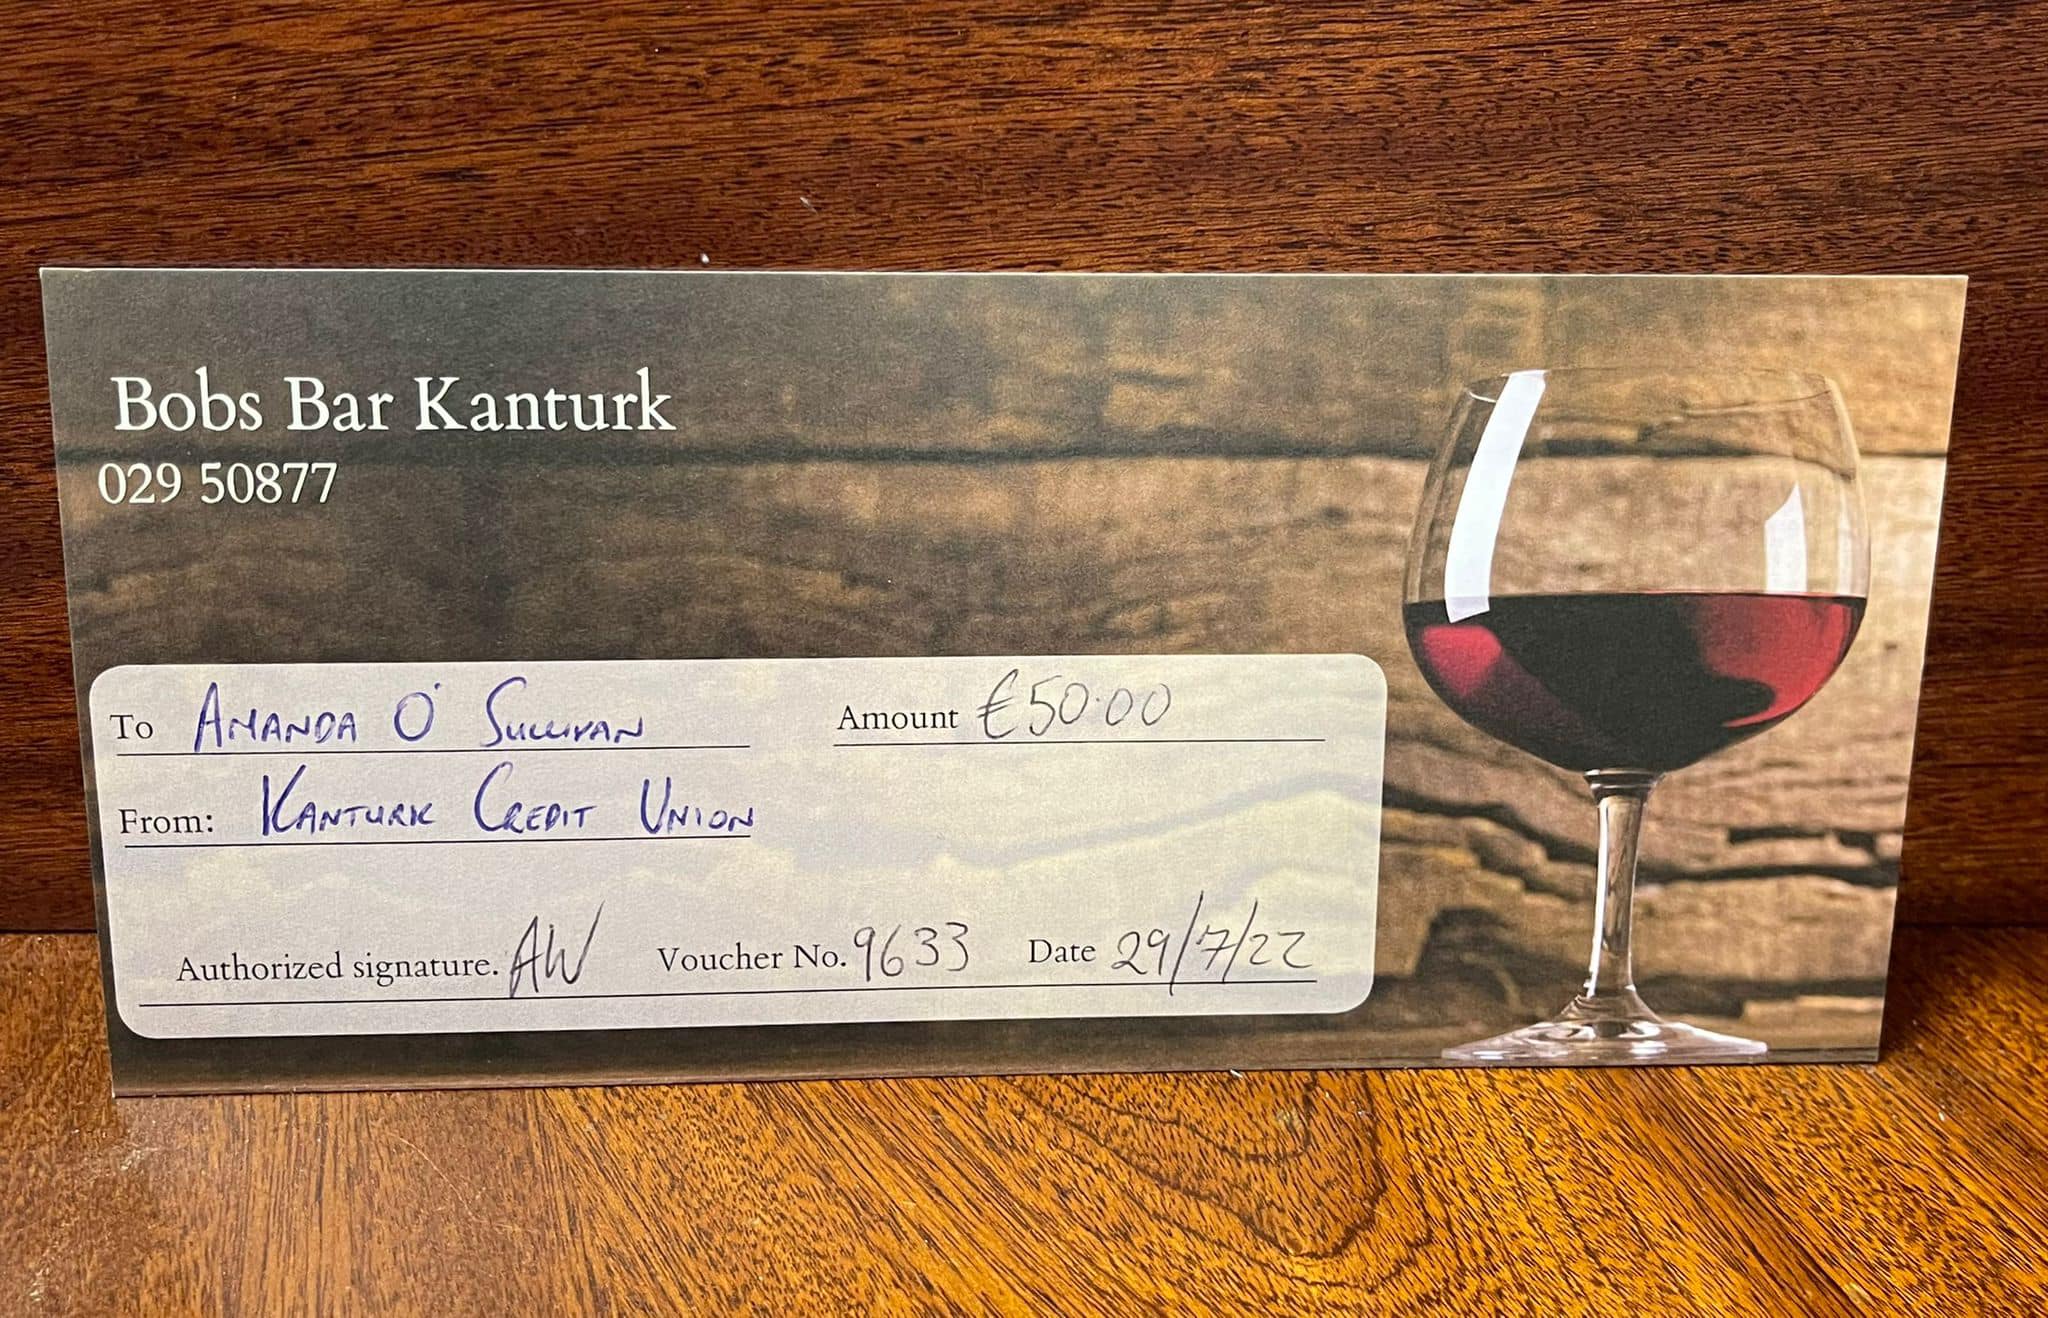 Bobs Bar Kanturk
029 50877
To AMANDA O' SULLIVAN Amount €50.00
From: KANTURK CREDIT UNION
Authorized signature. AW Voucher No. 9633 Date 29/7/22